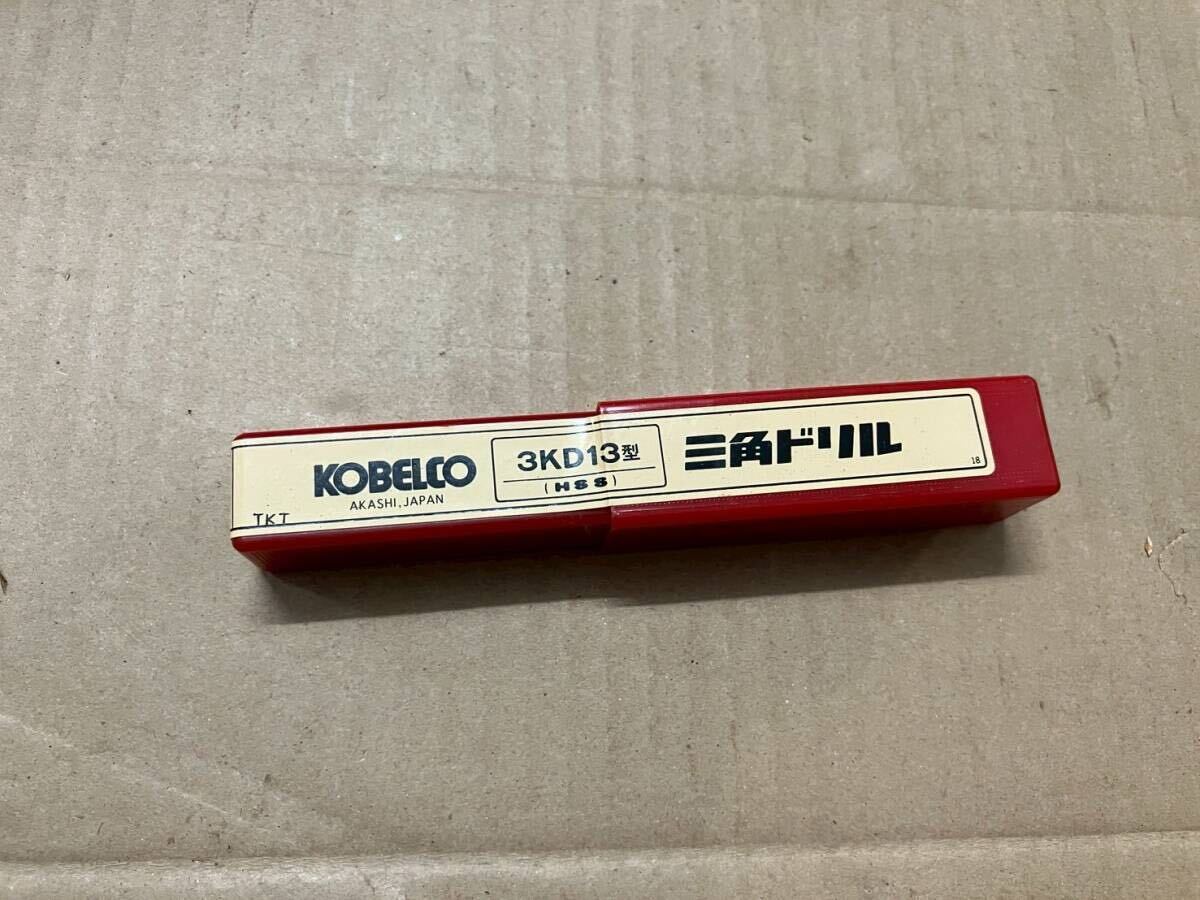 KOBELCO
AKASHI, JAPAN
TKT
3KD13型
(HSS)
三角ドリル
18